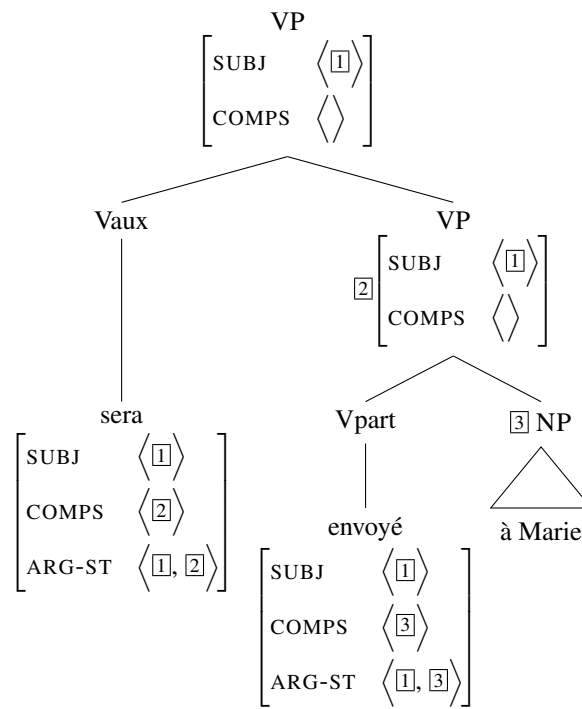 VP
SUBJ ⟨[1]⟩
COMPS ⟨⟩
Vaux VP
[2] SUBJ ⟨[1]⟩
COMPS ⟨⟩
sera Vpart [3] NP
SUBJ ⟨[1]⟩
COMPS ⟨[2]⟩
ARG-ST ⟨[1], [2]⟩
envoyé à Marie
SUBJ ⟨[1]⟩
COMPS ⟨[3]⟩
ARG-ST ⟨[1], [3]⟩